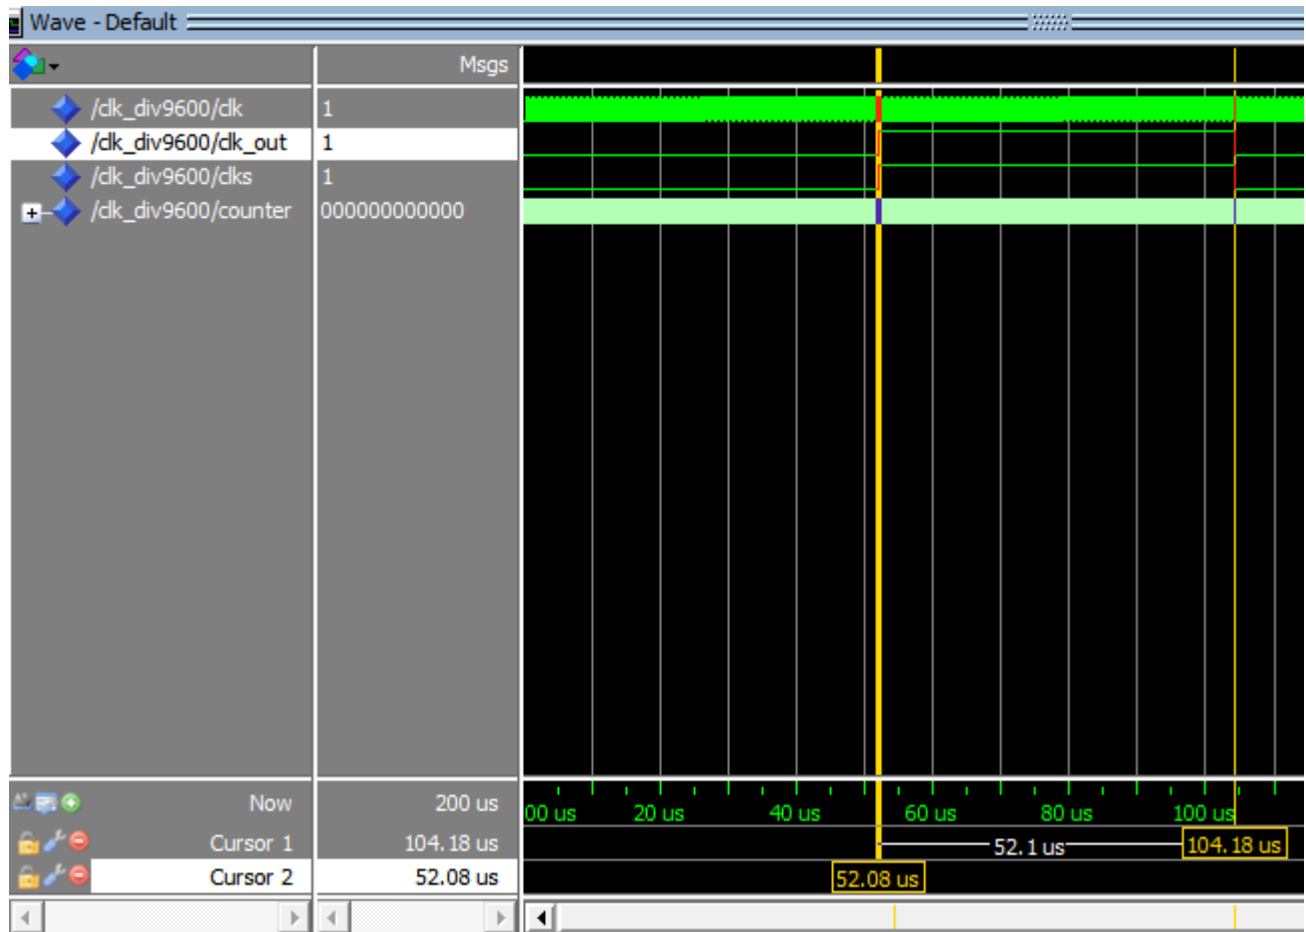 Wave - Default
Msgs
/clk_div9600/clk 1
/clk_div9600/clk_out 1
/clk_div9600/clks 1
/clk_div9600/counter 000000000000
Now 200 us
00 us 20 us 40 us 60 us 80 us 100 us
Cursor 1 104.18 us
52.1 us 104.18 us
Cursor 2 52.08 us
52.08 us